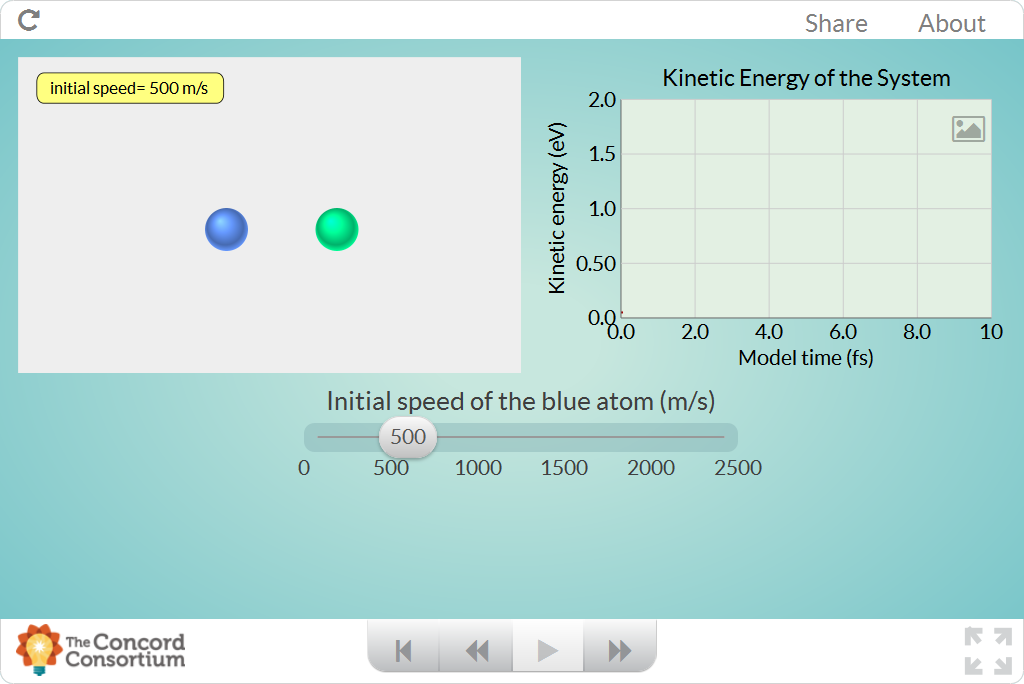 Share About
initial speed= 500 m/s
Kinetic Energy of the System
Kinetic energy (eV)
2.0
1.5
1.0
0.50
0.0
0.0 2.0 4.0 6.0 8.0 10
Model time (fs)
Initial speed of the blue atom (m/s)
500
0 500 1000 1500 2000 2500
The Concord
Consortium